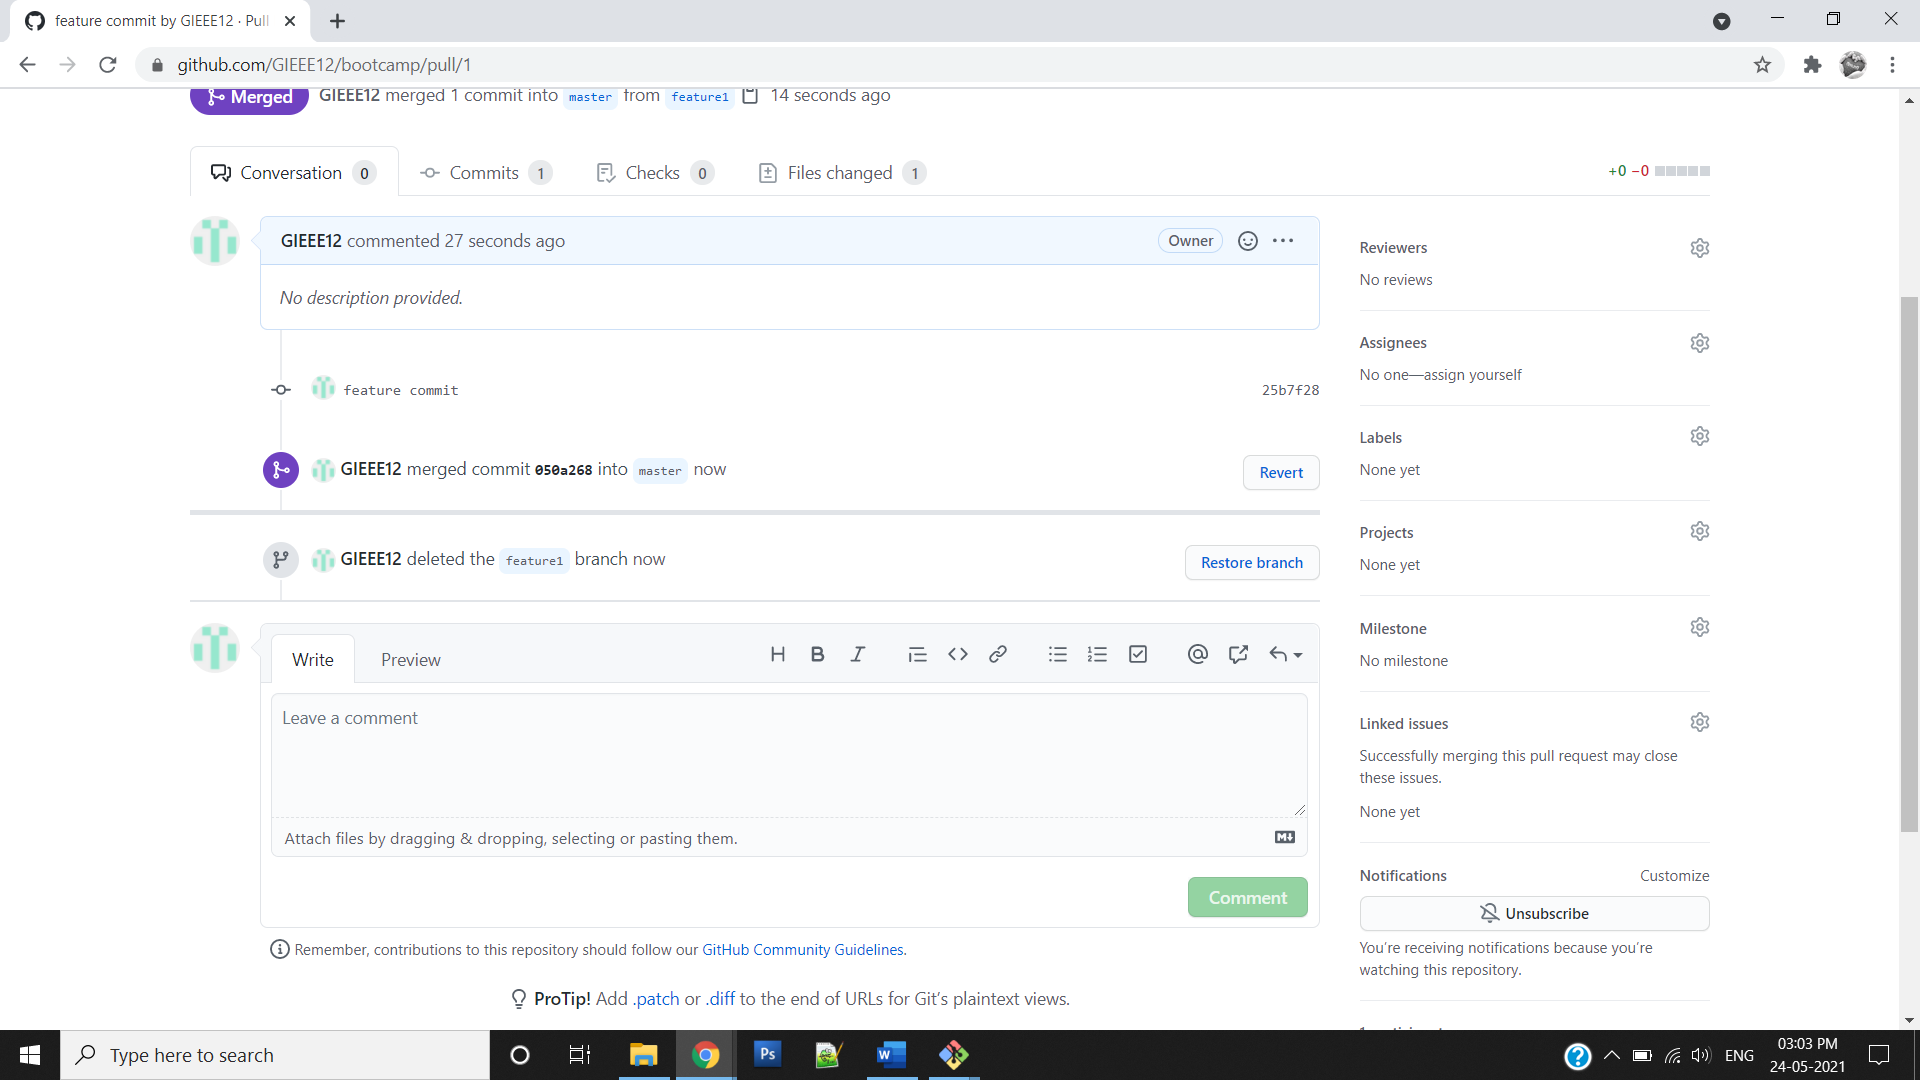 feature commit by GIEEE12 · Pull
github.com/GIEEE12/bootcamp/pull/1
Merged GIEEE12 merged 1 commit into master from feature1 14 seconds ago
Conversation 0 Commits 1 Checks 0 Files changed 1 +0 −0
GIEEE12 commented 27 seconds ago Owner
No description provided.
feature commit 25b7f28
GIEEE12 merged commit 050a268 into master now Revert
GIEEE12 deleted the feature1 branch now Restore branch
Write Preview H B I
Leave a comment
Attach files by dragging & dropping, selecting or pasting them.
Comment
Remember, contributions to this repository should follow our GitHub Community Guidelines.
ProTip! Add .patch or .diff to the end of URLs for Git’s plaintext views.
Reviewers
No reviews
Assignees
No one—assign yourself
Labels
None yet
Projects
None yet
Milestone
No milestone
Linked issues
Successfully merging this pull request may close
these issues.
None yet
Notifications Customize
Unsubscribe
You’re receiving notifications because you’re
watching this repository.
Type here to search
Ps
W
ENG
03:03 PM
24-05-2021